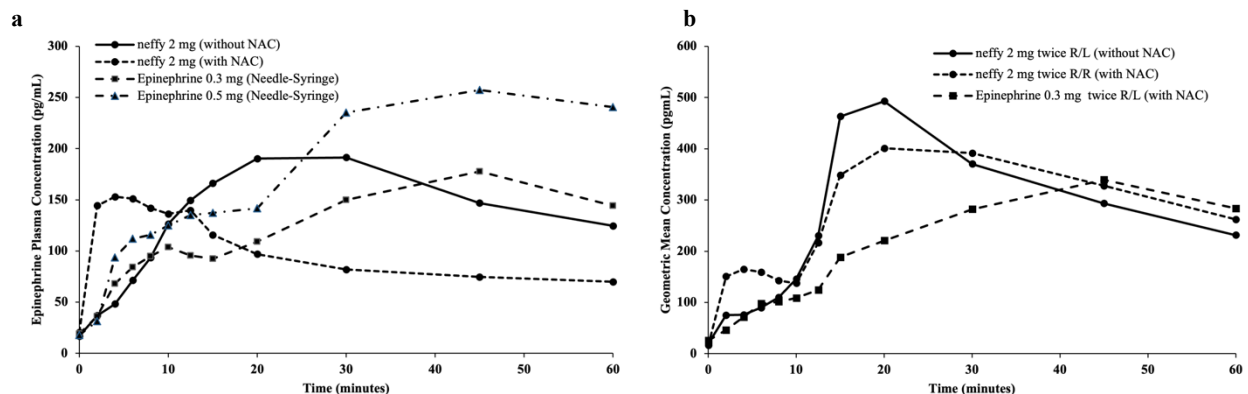 a
neffy 2 mg (without NAC)
neffy 2 mg (with NAC)
Epinephrine 0.3 mg (Needle-Syringe)
Epinephrine 0.5 mg (Needle-Syringe)
Epinephrine Plasma Concentration (pg/mL)
300
250
200
150
100
50
0
0 10 20 30 40 50 60
Time (minutes)
b
neffy 2 mg twice R/L (without NAC)
neffy 2 mg twice R/R (with NAC)
Epinephrine 0.3 mg twice R/L (with NAC)
Geometric Mean Concentration (pgmL)
600
500
400
300
200
100
0
0 10 20 30 40 50 60
Time (minutes)